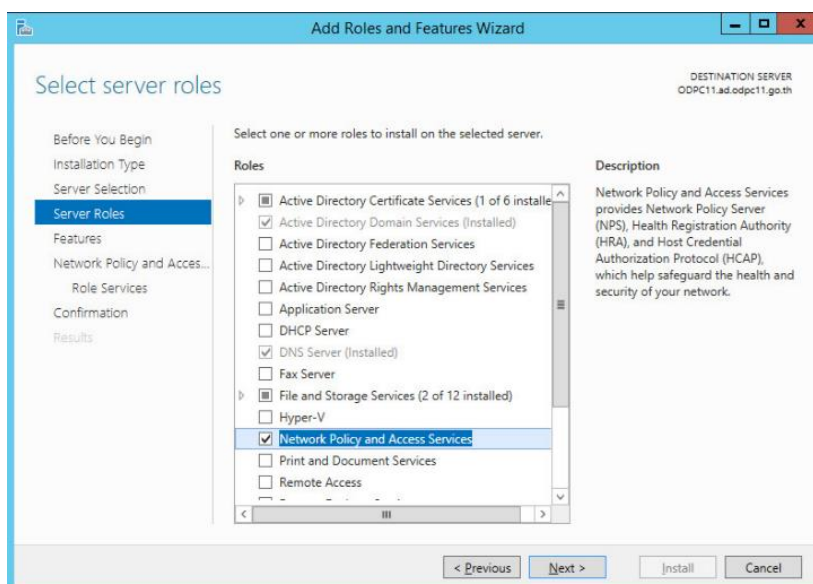 Add Roles and Features Wizard
Select server roles
DESTINATION SERVER
ODPC11.ad.odpc11.go.th
Before You Begin
Installation Type
Server Selection
Server Roles
Features
Network Policy and Acces...
Role Services
Confirmation
Results
Select one or more roles to install on the selected server.
Roles
Active Directory Certificate Services (1 of 6 installe
Active Directory Domain Services (Installed)
Active Directory Federation Services
Active Directory Lightweight Directory Services
Active Directory Rights Management Services
Application Server
DHCP Server
DNS Server (Installed)
Fax Server
File and Storage Services (2 of 12 installed)
Hyper-V
Network Policy and Access Services
Print and Document Services
Remote Access
Description
Network Policy and Access Services
provides Network Policy Server
(NPS), Health Registration Authority
(HRA), and Host Credential
Authorization Protocol (HCAP),
which help safeguard the health and
security of your network.
< Previous
Next >
Install
Cancel